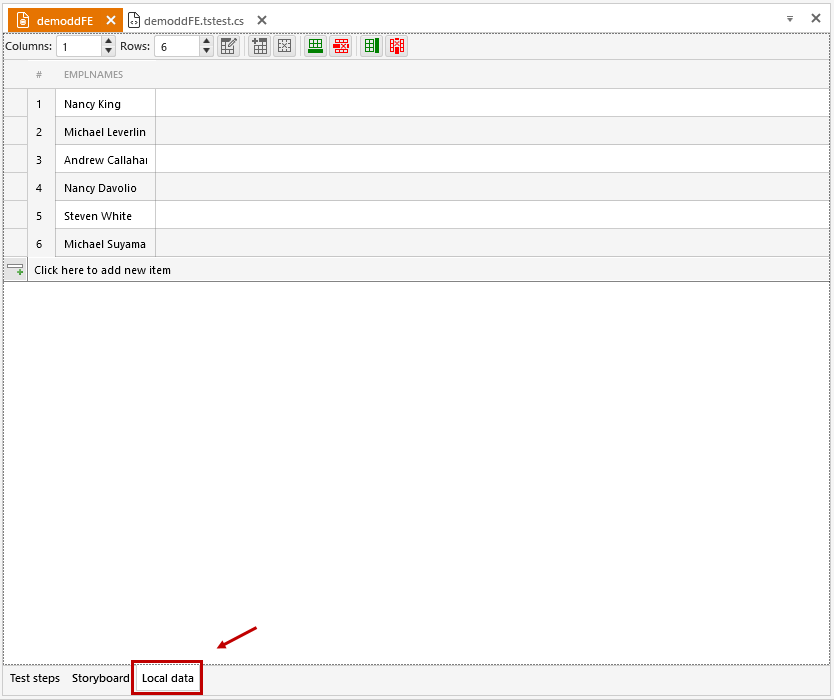 demoddFE demoddFE.tstest.cs
Columns: 1 Rows: 6
# EMPLNAMES
1 Nancy King
2 Michael Leverlin
3 Andrew Callahar
4 Nancy Davolio
5 Steven White
6 Michael Suyama
Click here to add new item
Test steps Storyboard Local data